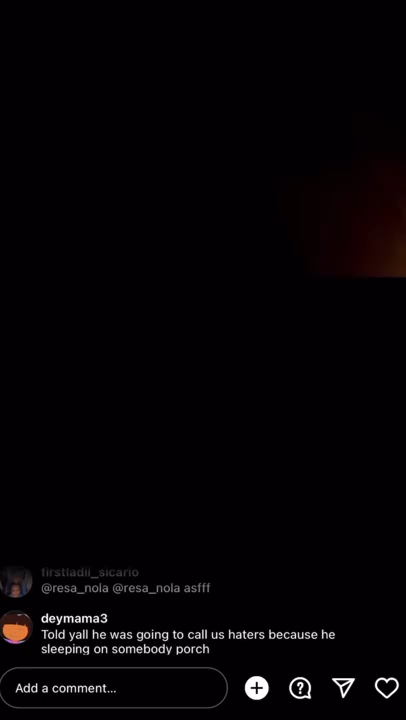 firstladii_sicario
@resa_nola @resa_nola asfff
deymama3
Told yall he was going to call us haters because he
sleeping on somebody porch
Add a comment...